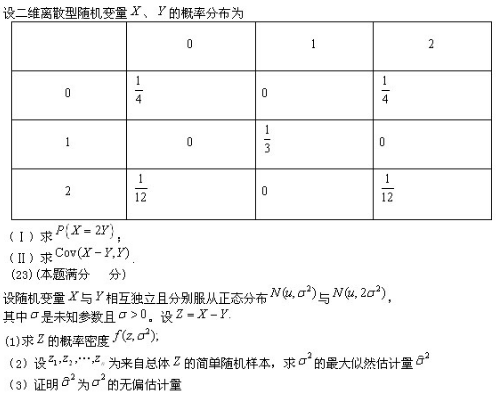 设二维离散型随机变量 X、Y 的概率分布为
0 1 2
0 1/4 0 1/4
1 0 1/3 0
2 1/12 0 1/12
(Ⅰ) 求 P{X = 2Y};
(Ⅱ) 求 Cov(X − Y,Y).
(23)(本题满分 分)
设随机变量 X 与 Y 相互独立且分别服从正态分布 N(u,σ²) 与 N(u,2σ²),
其中 σ 是未知参数且 σ > 0。设 Z = X − Y.
(1)求 Z 的概率密度 f(z,σ²);
(2) 设 z₁,z₂,⋯,zₙ 为来自总体 Z 的简单随机样本，求 σ² 的最大似然估计量 σ̂²
(3) 证明 σ̂² 为 σ² 的无偏估计量